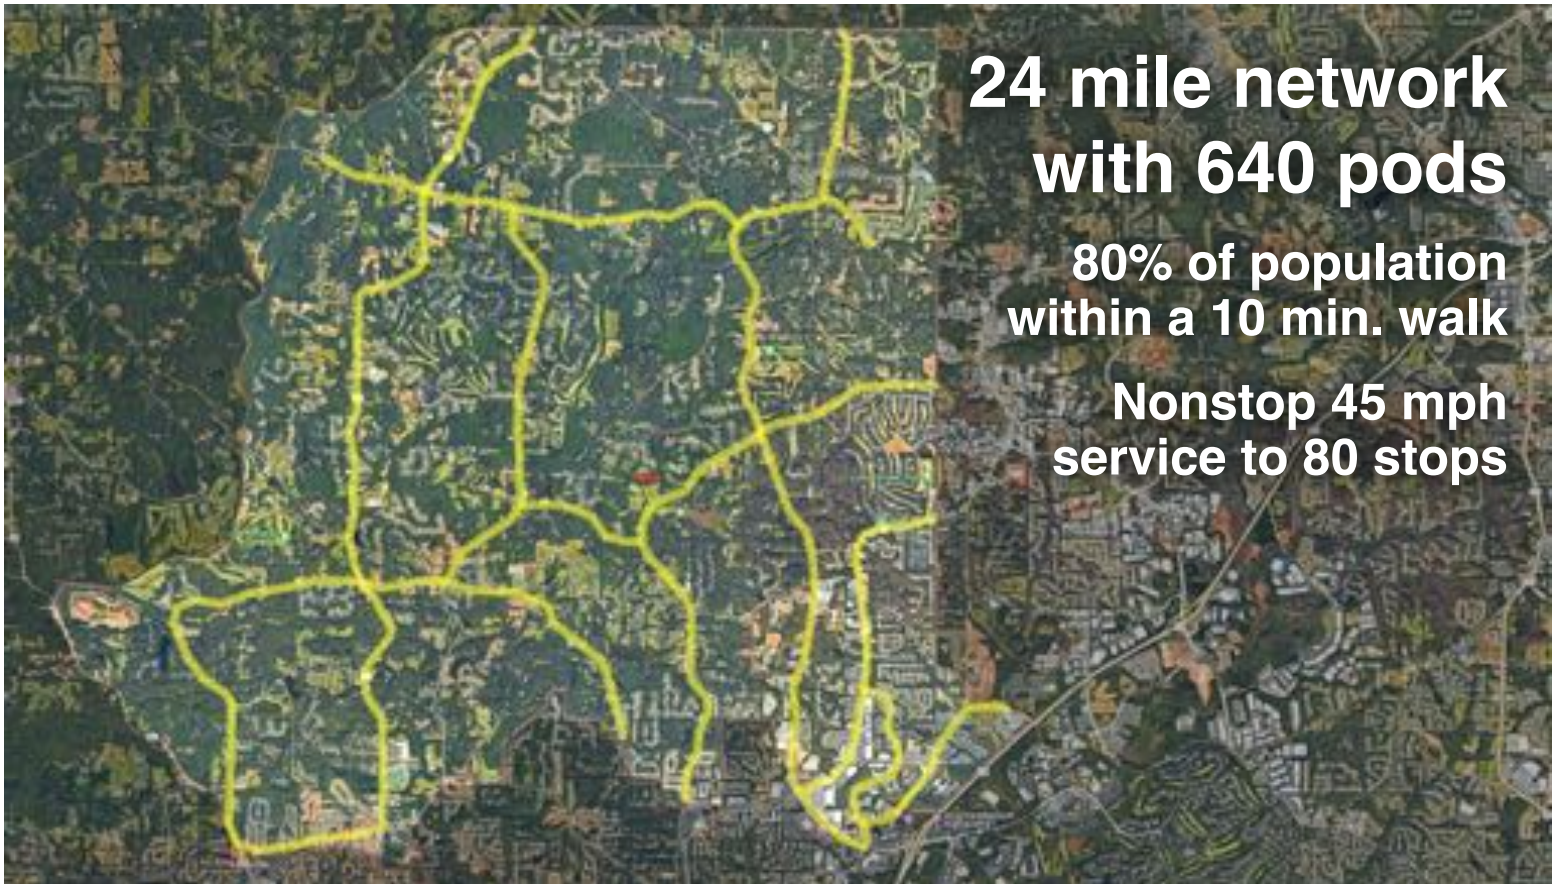 24 mile network
with 640 pods
80% of population
within a 10 min. walk
Nonstop 45 mph
service to 80 stops